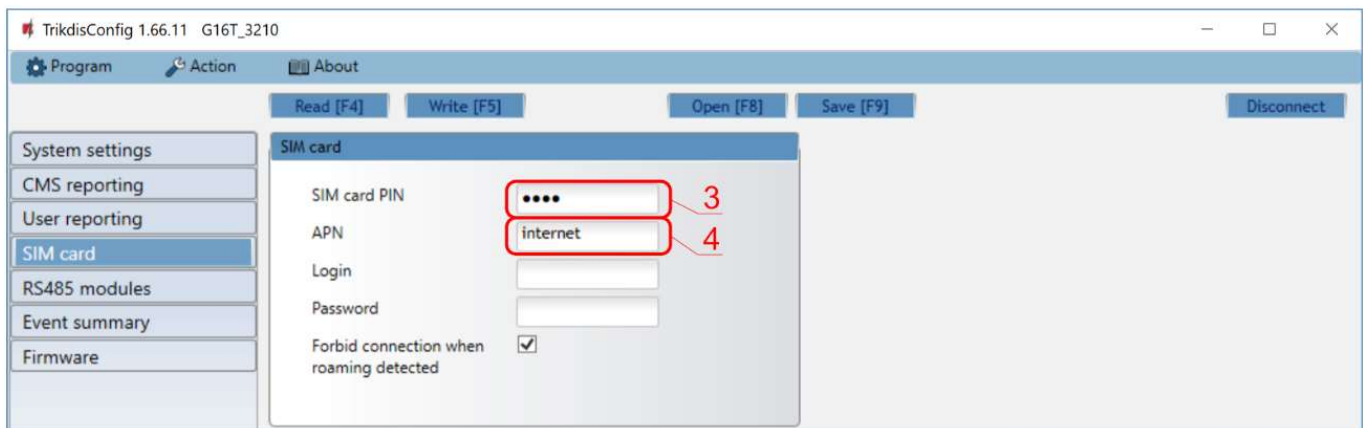 TrikdisConfig 1.66.11 G16T_3210
Program Action About
Read [F4] Write [F5] Open [F8] Save [F9] Disconnect
System settings
CMS reporting
User reporting
SIM card
RS485 modules
Event summary
Firmware
SIM card
SIM card PIN •••• 3
APN internet 4
Login
Password
Forbid connection when
roaming detected